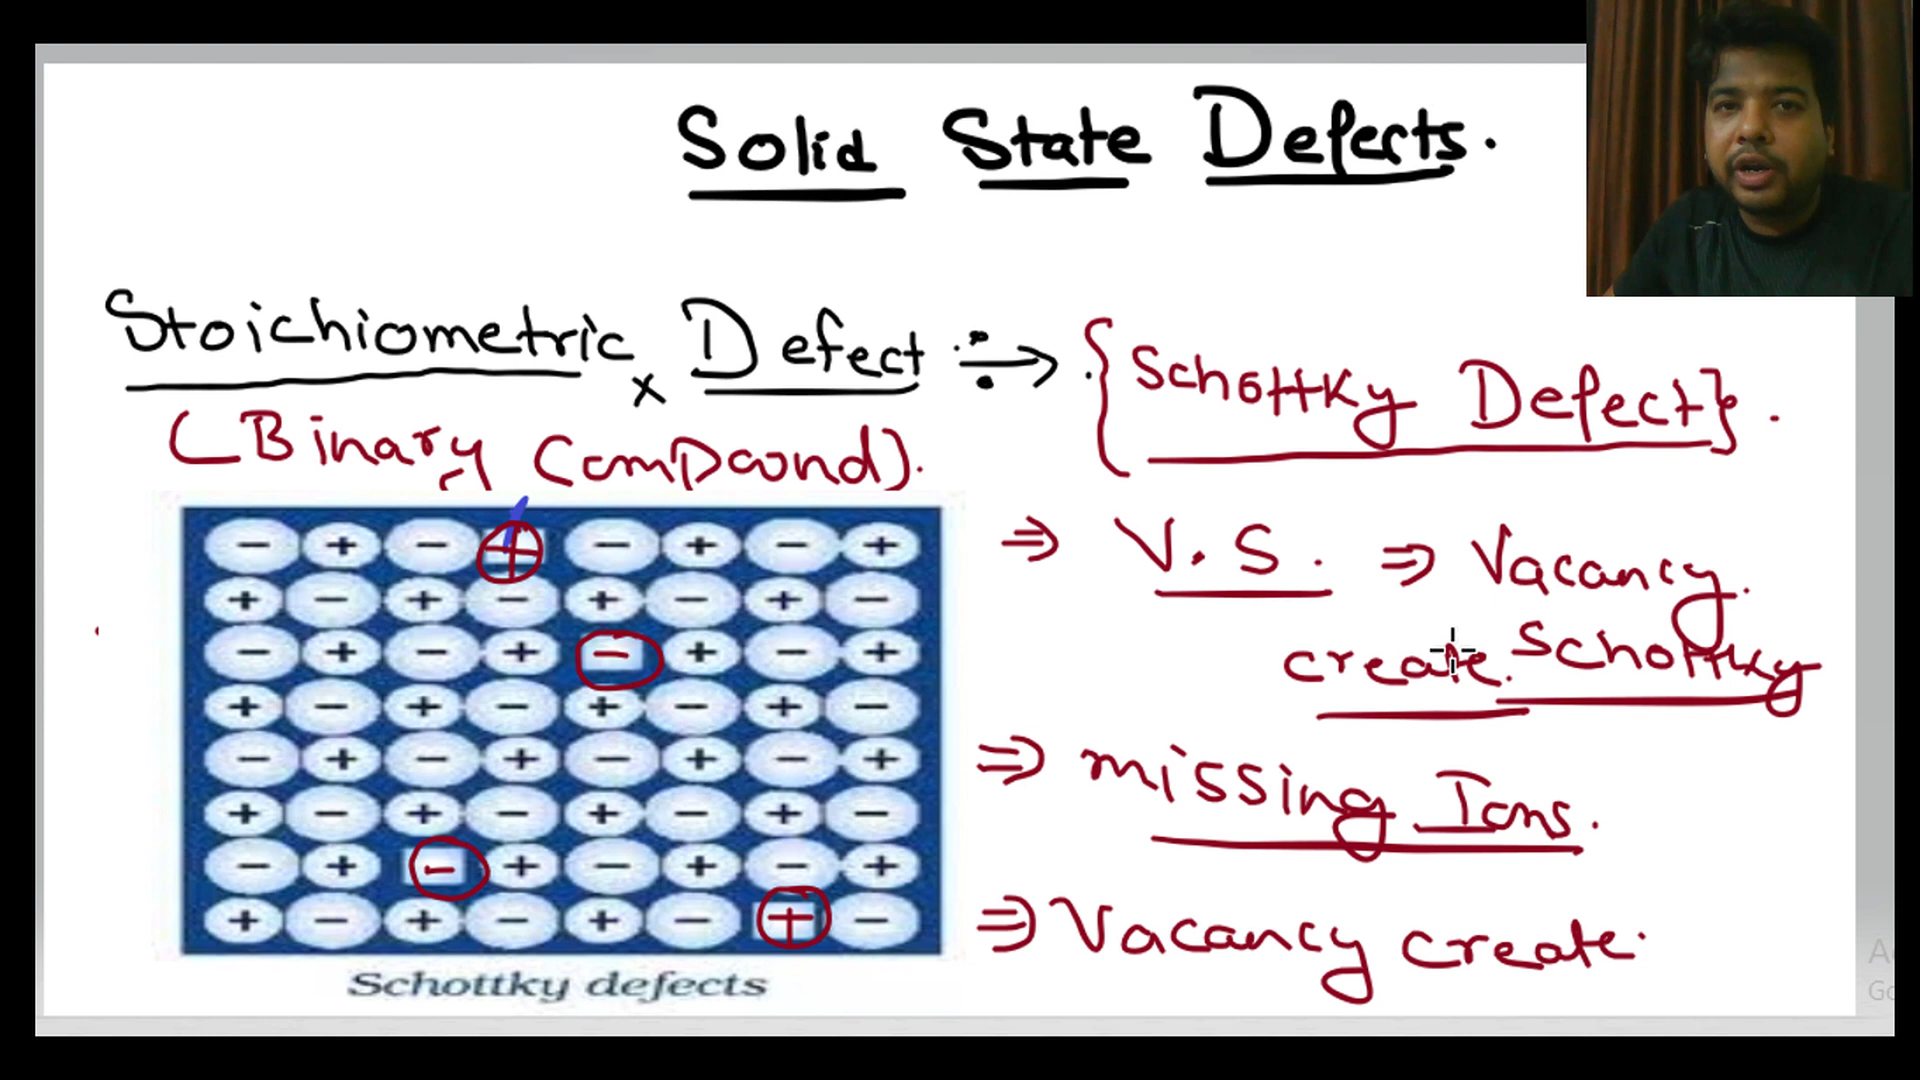 Solid State Defects.
Stoichiometric Defect ÷→ {Schottky Defect}.
(Binary Compound).
⇒ V.S. ⇒ Vacancy.
create. Schottky
⇒ missing Ions.
⇒ Vacancy create.
− + − + − + − +
+ − + − + − + −
− + − + − + − +
+ − + − + − + −
− + − + − + − +
+ − + − + − + −
− + − + − + − +
+ − + − + − + −
Schottky defects